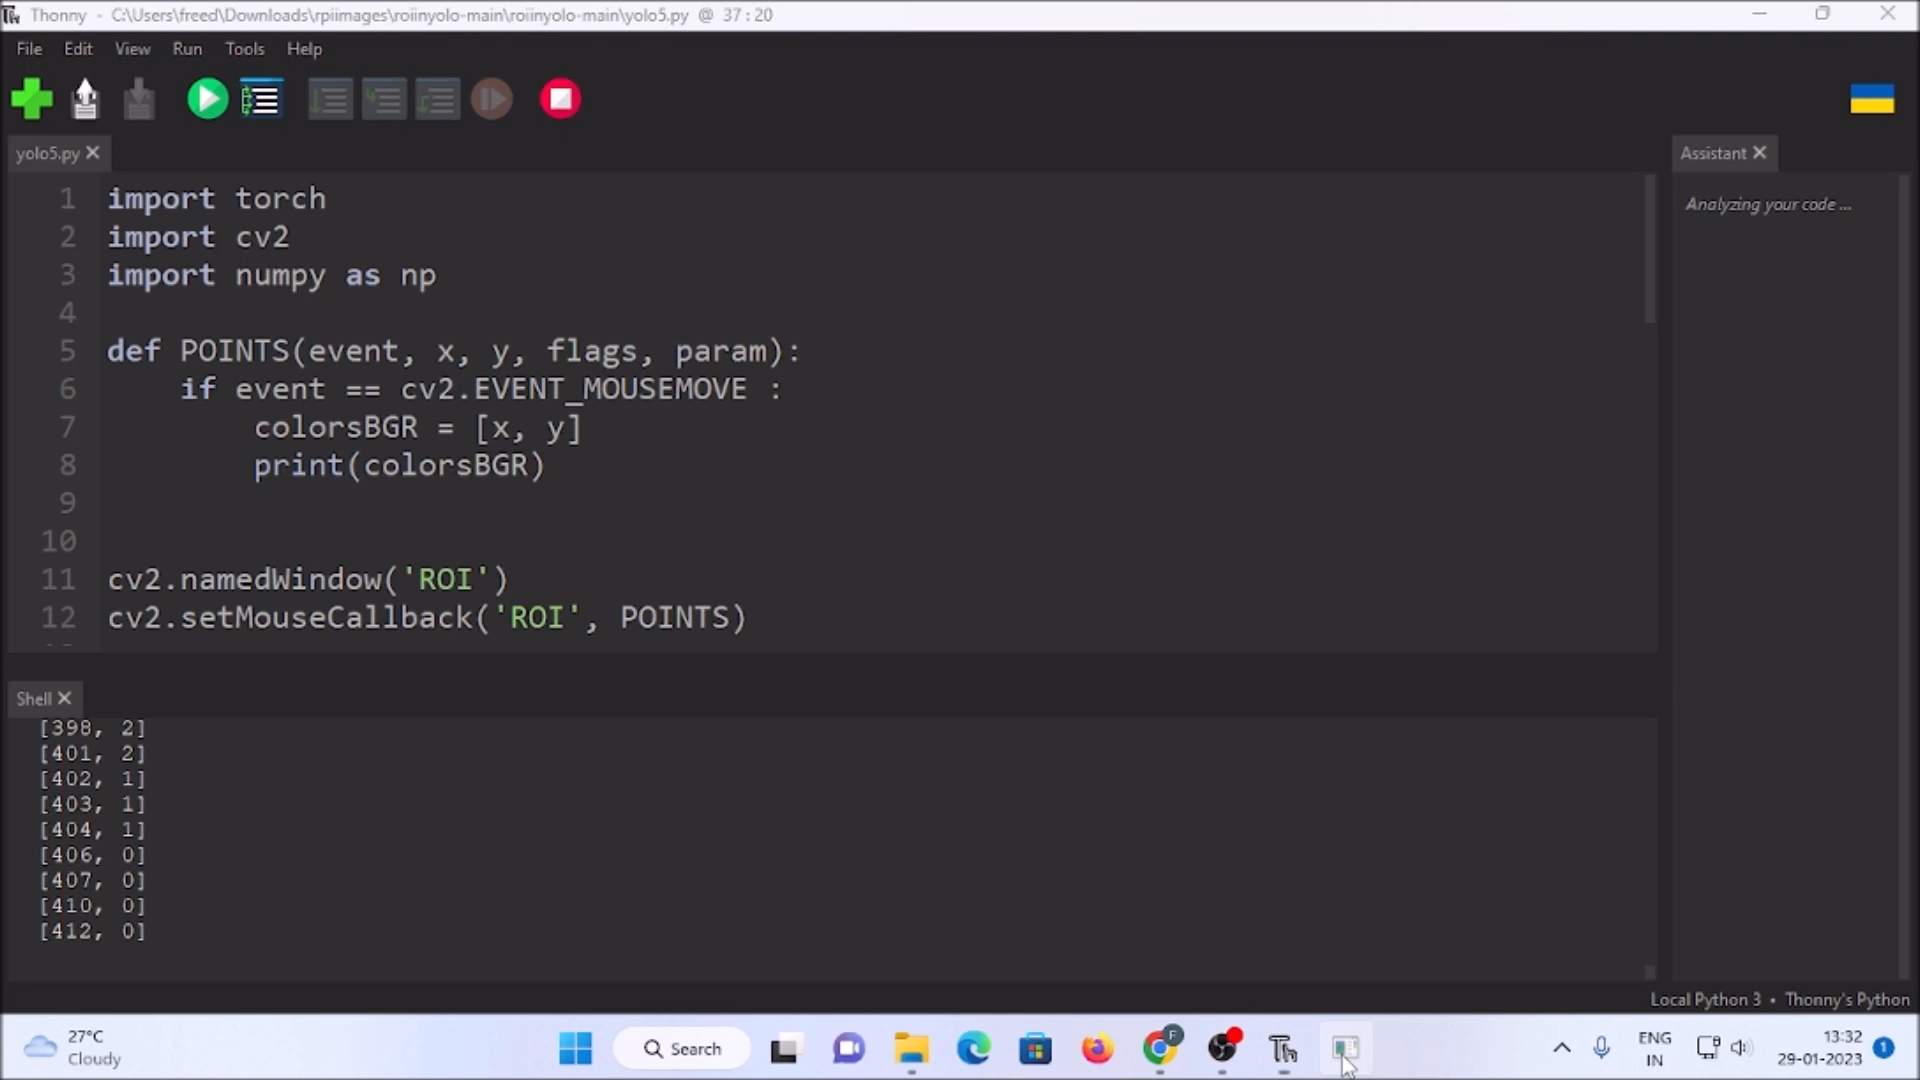 Thonny - C:\Users\freed\Downloads\rpiimages\roiinyolo-main\roiinyolo-main\yolo5.py @ 37:20
File Edit View Run Tools Help
yolo5.py
Assistant
1 import torch
2 import cv2
3 import numpy as np
4
5 def POINTS(event, x, y, flags, param):
6 if event == cv2.EVENT_MOUSEMOVE :
7 colorsBGR = [x, y]
8 print(colorsBGR)
9
10
11 cv2.namedWindow('ROI')
12 cv2.setMouseCallback('ROI', POINTS)
Analyzing your code ...
Shell
[398, 2]
[401, 2]
[402, 1]
[403, 1]
[404, 1]
[406, 0]
[407, 0]
[410, 0]
[412, 0]
Local Python 3 • Thonny's Python
27°C
Cloudy
Search
F
ENG
IN
13:32
29-01-2023
1